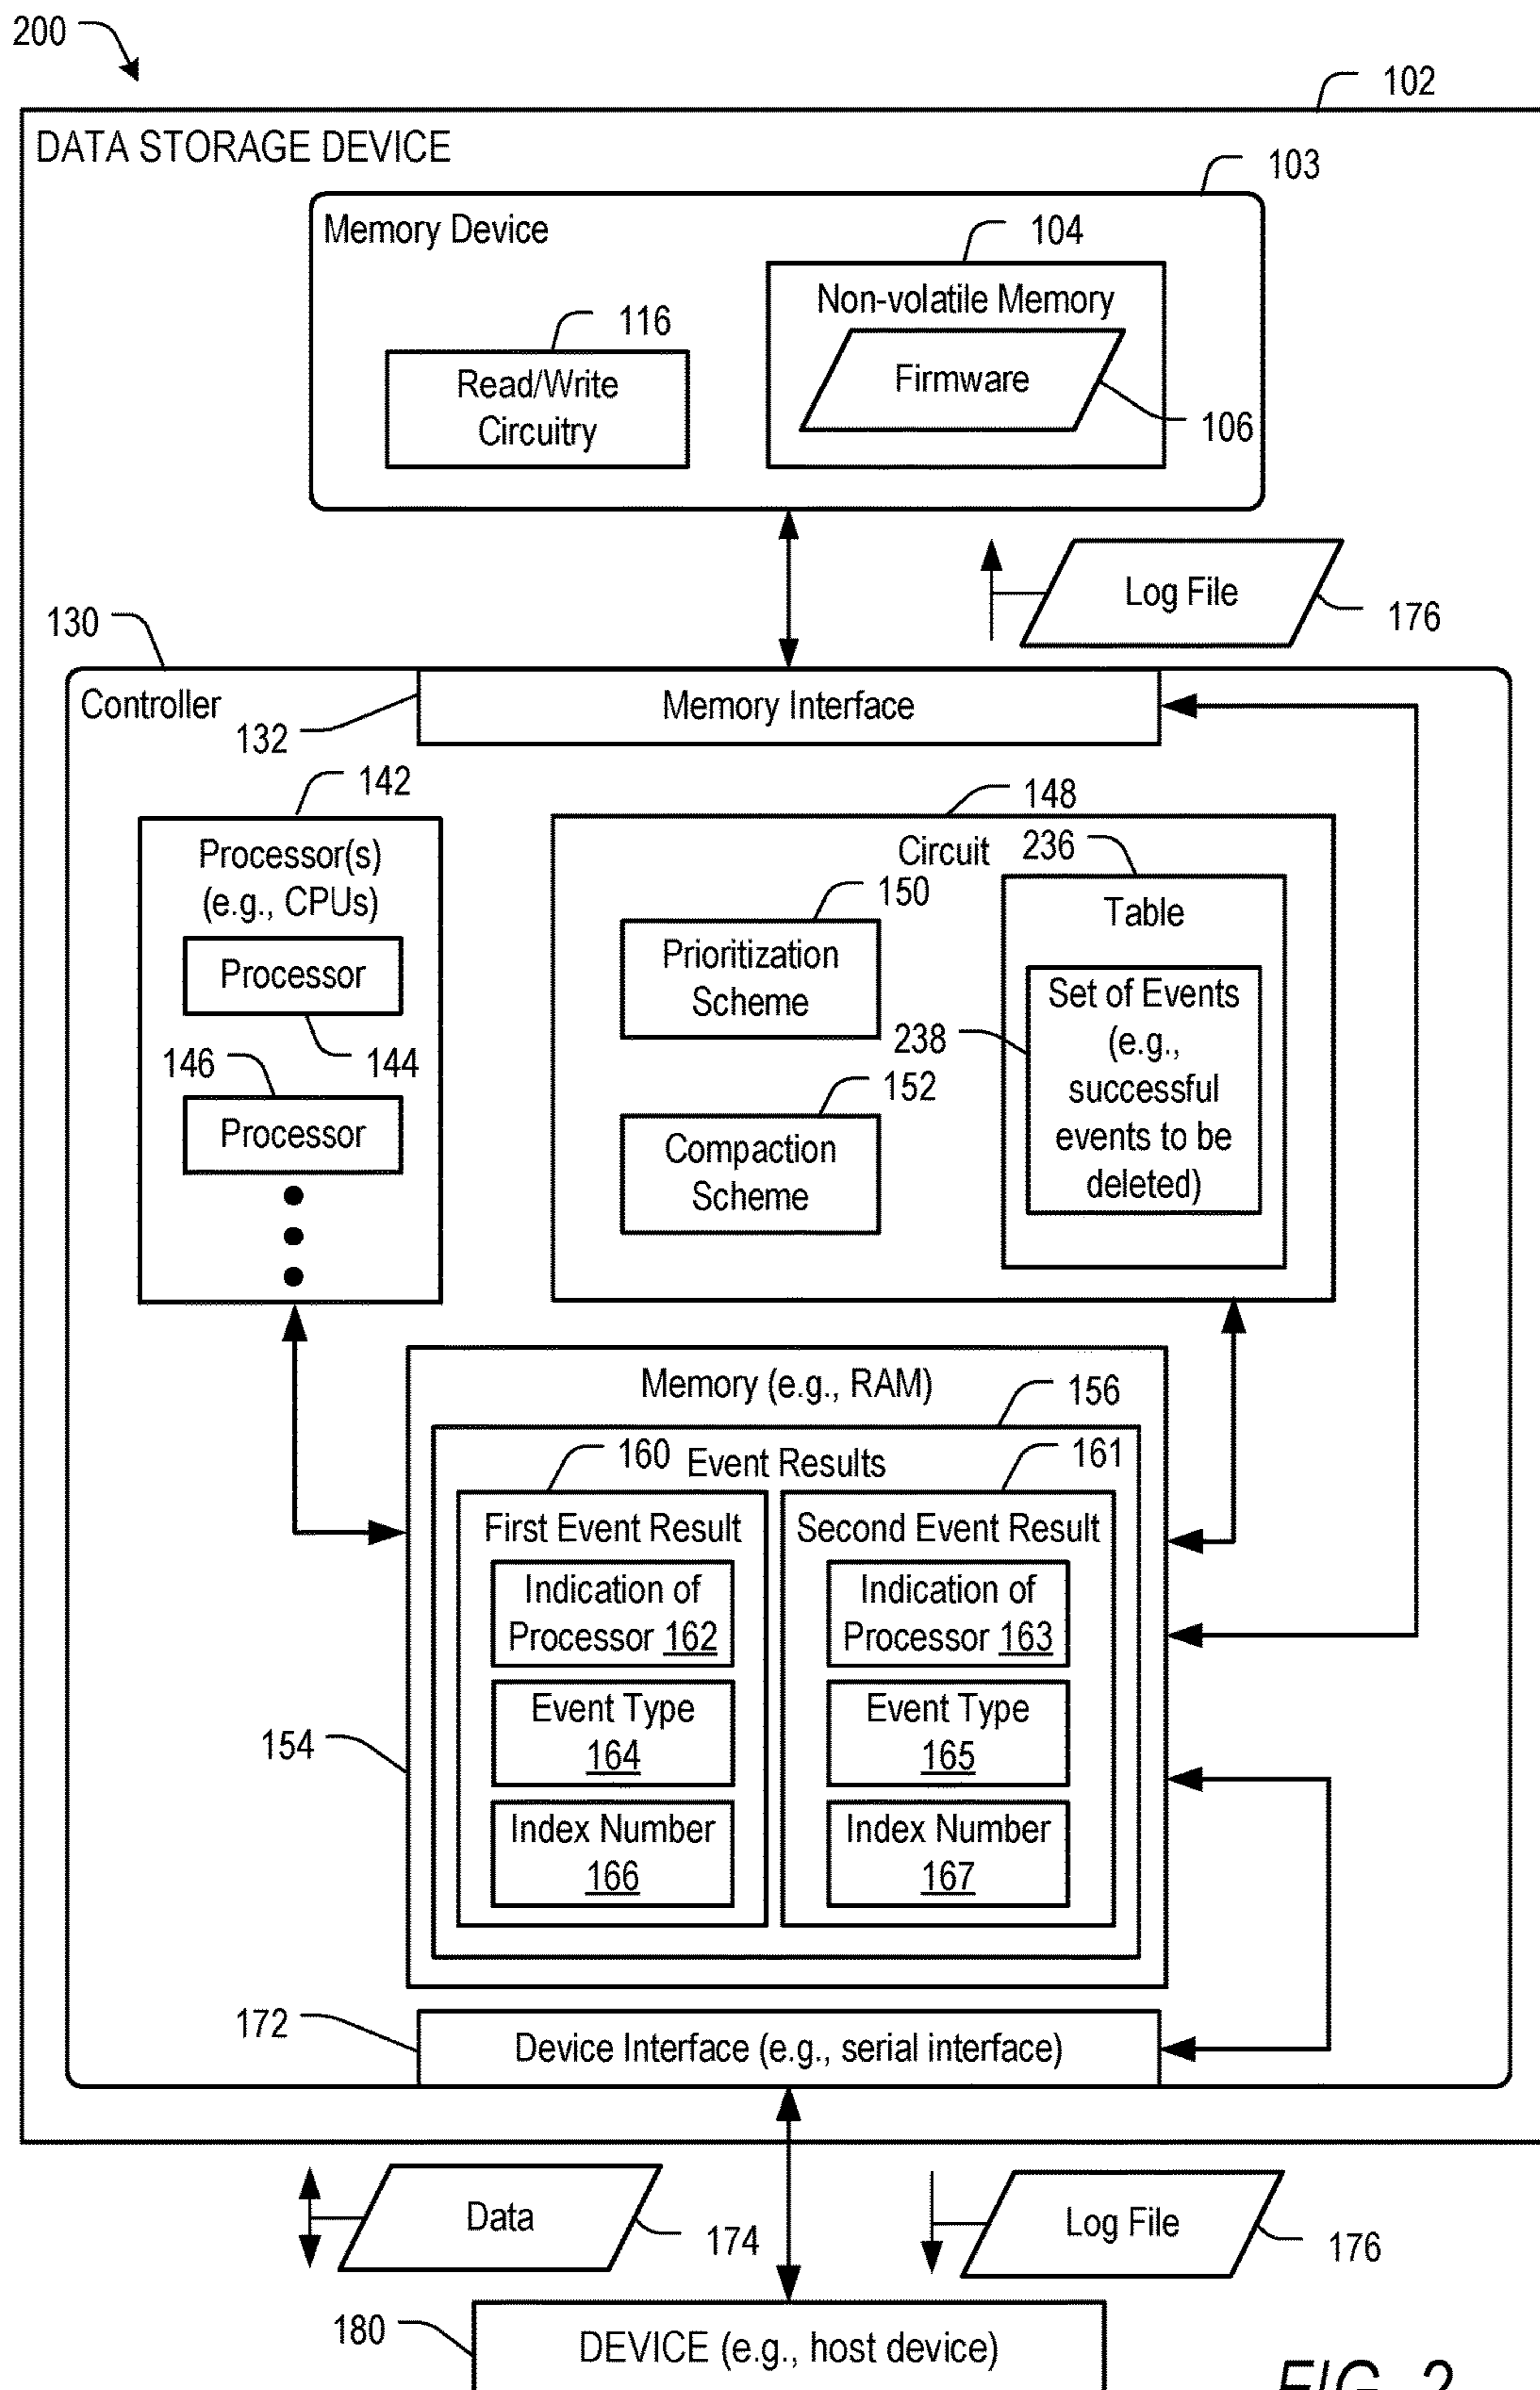 200
102
DATA STORAGE DEVICE
103
Memory Device
104
Non-volatile Memory
116
Read/Write
Circuitry
Firmware
106
Log File
176
130
Controller
132
Memory Interface
142
Processor(s)
(e.g., CPUs)
Processor
144
146
Processor
148
Circuit
236
150
Prioritization
Scheme
Table
238
Set of Events
(e.g.,
successful
events to be
deleted)
152
Compaction
Scheme
Memory (e.g., RAM)
156
160
Event Results
161
First Event Result
Indication of
Processor 162
Event Type
164
Index Number
166
Second Event Result
Indication of
Processor 163
Event Type
165
Index Number
167
154
172
Device Interface (e.g., serial interface)
Data
174
Log File
176
180
DEVICE (e.g., host device)
FIG. 2